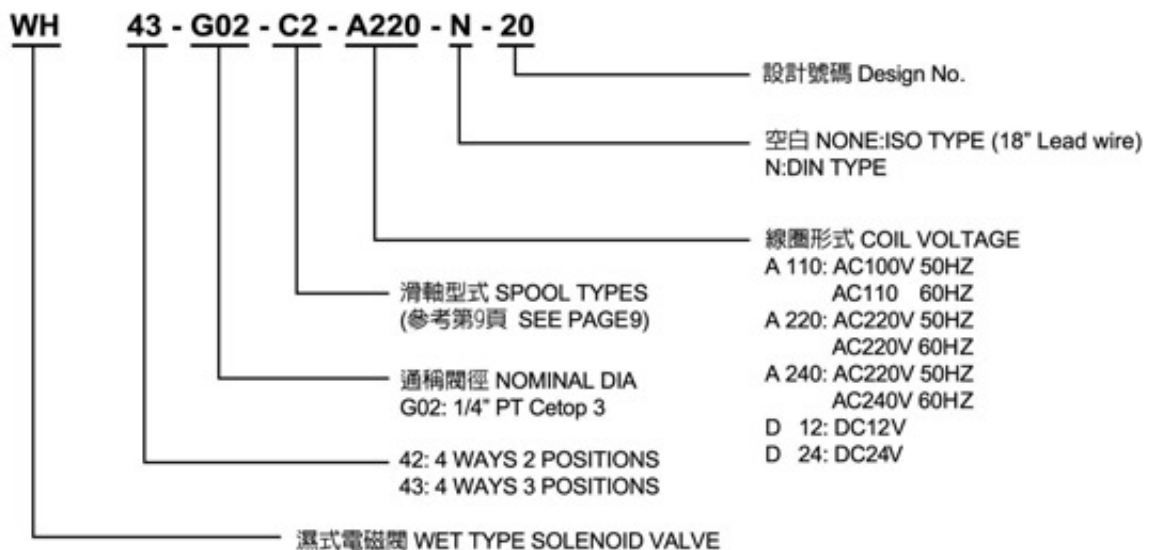 WH 43 - G02 - C2 - A220 - N - 20
設計號碼 Design No.
空白 NONE:ISO TYPE (18" Lead wire)
N:DIN TYPE
線圈形式 COIL VOLTAGE
A 110: AC100V 50HZ
AC110 60HZ
A 220: AC220V 50HZ
AC220V 60HZ
A 240: AC220V 50HZ
AC240V 60HZ
D 12: DC12V
D 24: DC24V
滑軸型式 SPOOL TYPES
(參考第9頁 SEE PAGE9)
通稱閥徑 NOMINAL DIA
G02: 1/4" PT Cetop 3
42: 4 WAYS 2 POSITIONS
43: 4 WAYS 3 POSITIONS
濕式電磁閥 WET TYPE SOLENOID VALVE